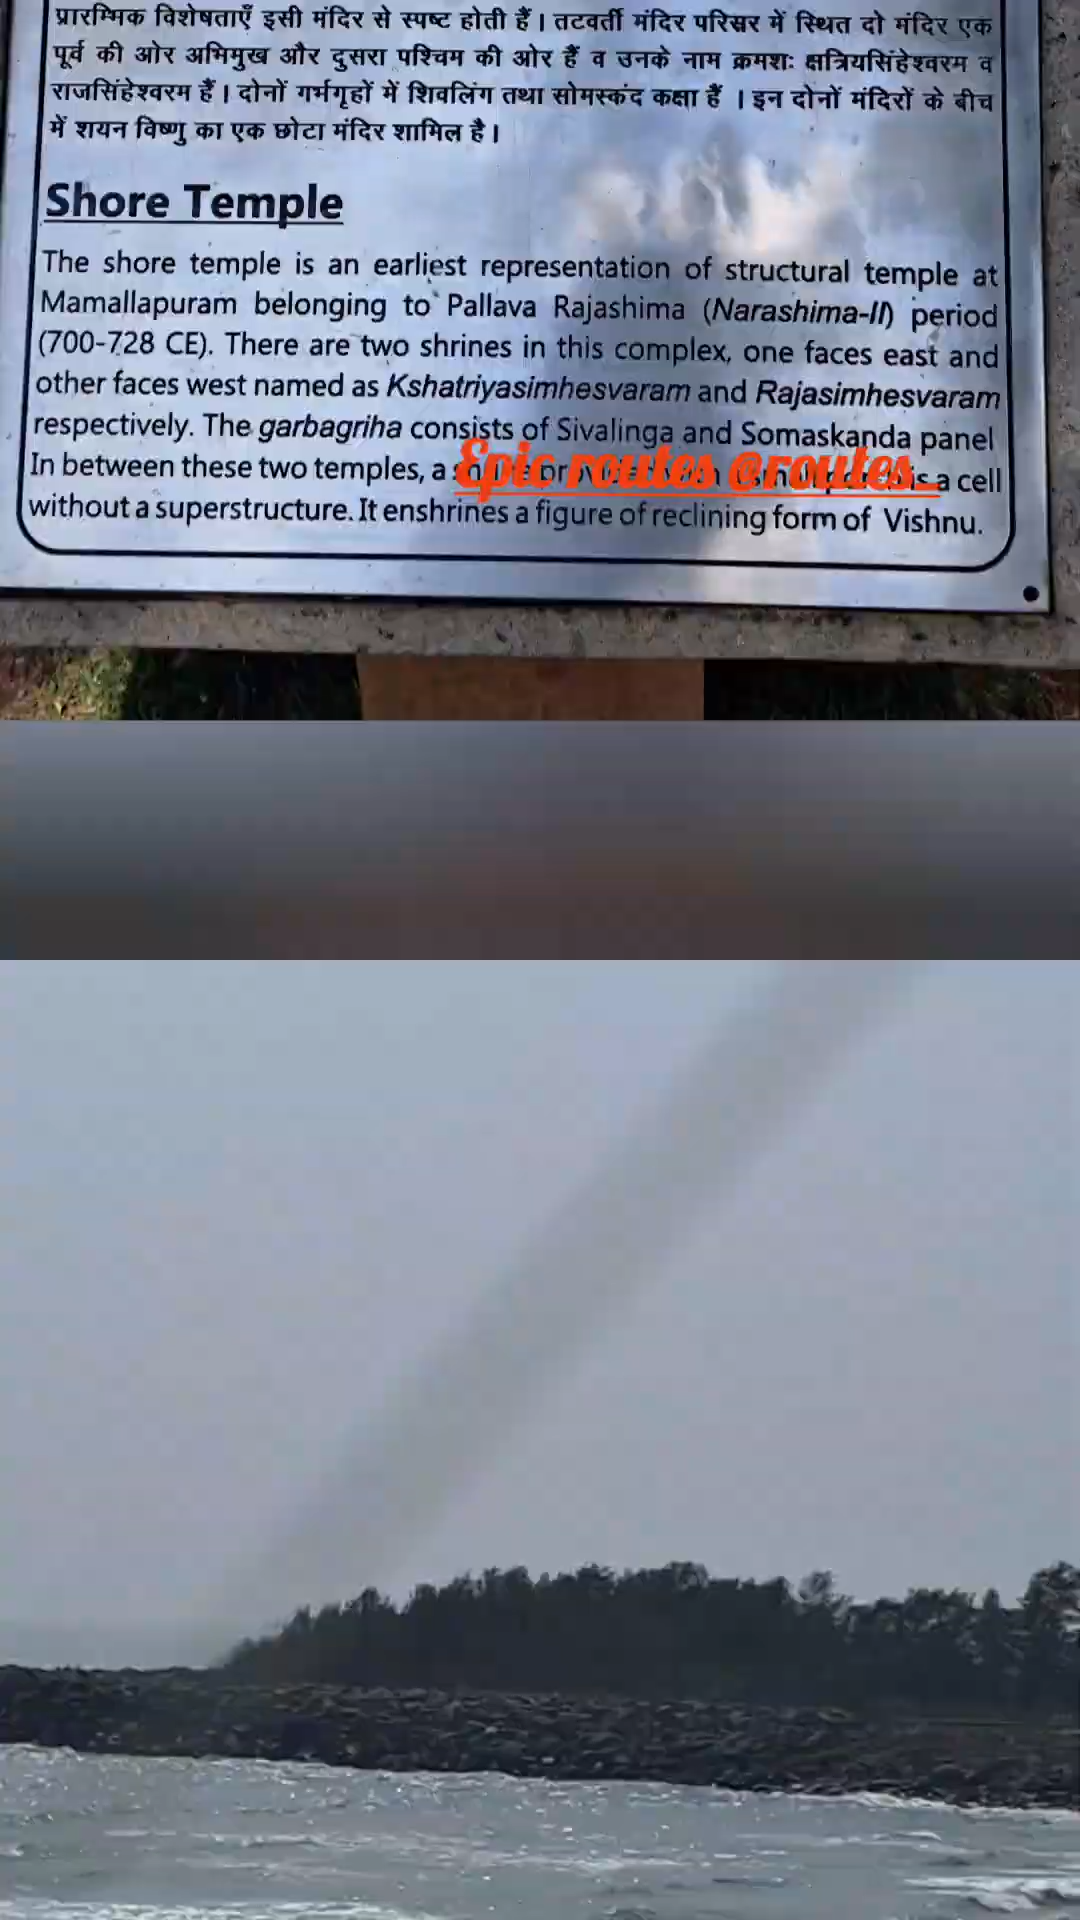 प्रारम्भिक विशेषताएँ इसी मंदिर से स्पष्ट होती हैं। तटवर्ती मंदिर परिसर में स्थित दो मंदिर एक
पूर्व की ओर अभिमुख और दुसरा पश्चिम की ओर हैं व उनके नाम क्रमशः क्षत्रियसिंहेश्वरम व
राजसिंहेश्वरम हैं। दोनों गर्भगृहों में शिवलिंग तथा सोमस्कंद कक्षा हैं । इन दोनों मंदिरों के बीच
में शयन विष्णु का एक छोटा मंदिर शामिल है।
Shore Temple
The shore temple is an earliest representation of structural temple at
Mamallapuram belonging to Pallava Rajashima (Narashima-II) period
(700-728 CE). There are two shrines in this complex, one faces east and
other faces west named as Kshatriyasimhesvaram and Rajasimhesvaram
respectively. The garbagriha consists of Sivalinga and Somaskanda panel
In between these two temples, a is a cell
Epic routes @routes_
without a superstructure. It enshrines a figure of reclining form of Vishnu.